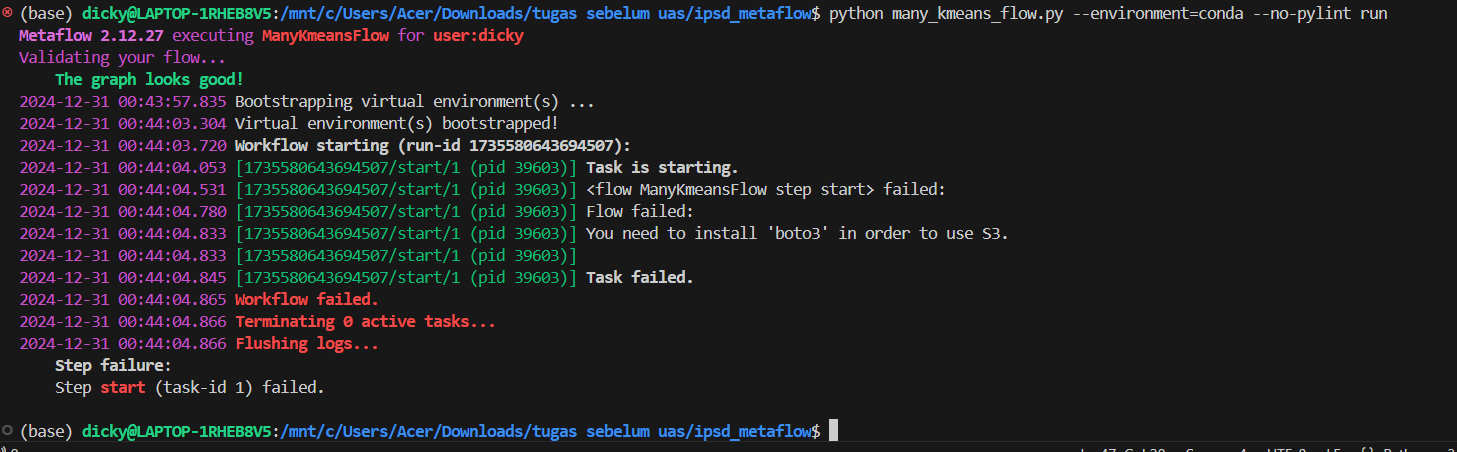 (base) dicky@LAPTOP-1RHEB8V5:/mnt/c/Users/Acer/Downloads/tugas sebelum uas/ipsd_metaflow$ python many_kmeans_flow.py --environment=conda --no-pylint run
Metaflow 2.12.27 executing ManyKmeansFlow for user:dicky
Validating your flow...
    The graph looks good!
2024-12-31 00:43:57.835 Bootstrapping virtual environment(s) ...
2024-12-31 00:44:03.304 Virtual environment(s) bootstrapped!
2024-12-31 00:44:03.720 Workflow starting (run-id 1735580643694507):
2024-12-31 00:44:04.053 [1735580643694507/start/1 (pid 39603)] Task is starting.
2024-12-31 00:44:04.531 [1735580643694507/start/1 (pid 39603)] <flow ManyKmeansFlow step start> failed:
2024-12-31 00:44:04.780 [1735580643694507/start/1 (pid 39603)] Flow failed:
2024-12-31 00:44:04.833 [1735580643694507/start/1 (pid 39603)] You need to install 'boto3' in order to use S3.
2024-12-31 00:44:04.833 [1735580643694507/start/1 (pid 39603)]
2024-12-31 00:44:04.845 [1735580643694507/start/1 (pid 39603)] Task failed.
2024-12-31 00:44:04.865 Workflow failed.
2024-12-31 00:44:04.866 Terminating 0 active tasks...
2024-12-31 00:44:04.866 Flushing logs...
    Step failure:
    Step start (task-id 1) failed.
(base) dicky@LAPTOP-1RHEB8V5:/mnt/c/Users/Acer/Downloads/tugas sebelum uas/ipsd_metaflow$